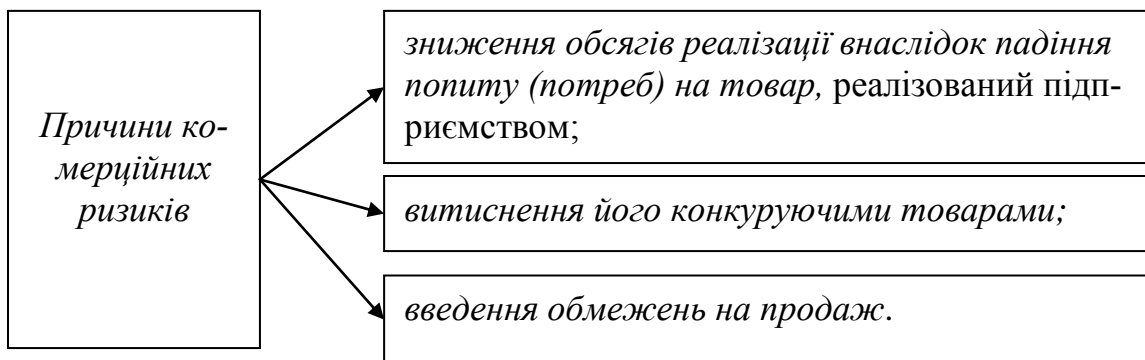 Причини ко-
мерційних
ризиків
зниження обсягів реалізації внаслідок падіння
попиту (потреб) на товар, реалізований підп-
риємством;
витиснення його конкуруючими товарами;
введення обмежень на продаж.